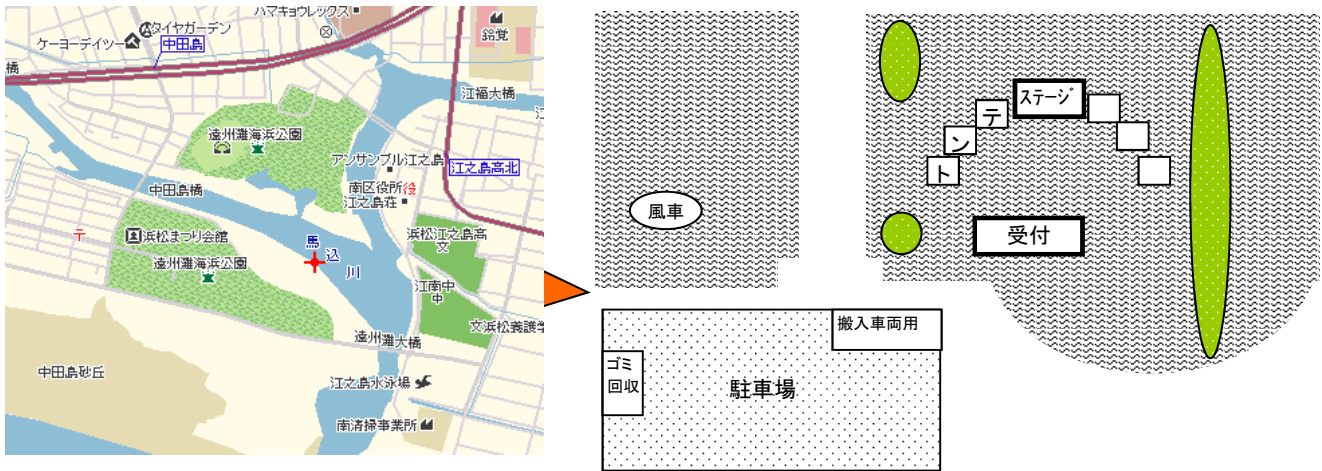 ハマキョウレックス
タイヤガーデン
ケーヨーデイツー
中田島
鈴覚
橋
江福大橋
江
遠州灘海浜公園
アンサンブル江之島
江之島高北
南区役所
役
江之島荘
中田島橋
浜松まつり会館
遠州灘海浜公園
馬込川
浜松江之島高
文
江南中
中
文浜松養護学
遠州灘大橋
中田島砂丘
江之島水泳場
南清掃事業所
ステージ
テント
風車
受付
搬入車両用
ゴミ
回収
駐車場